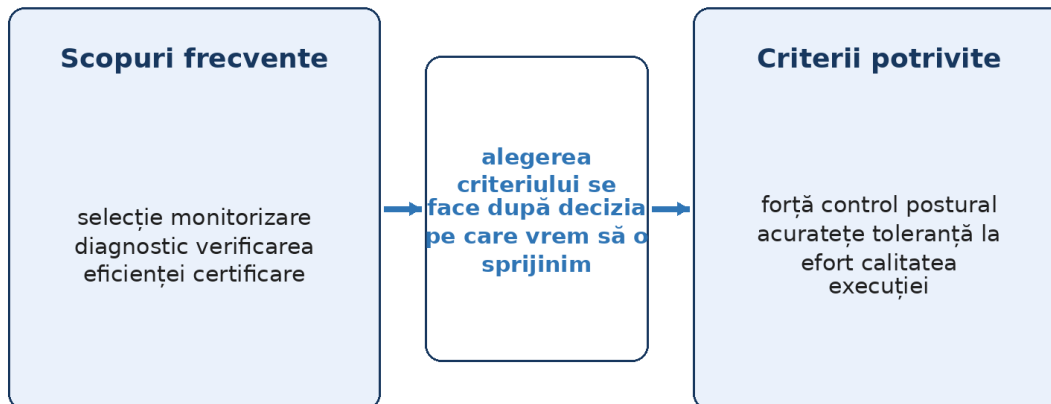 Scopuri frecvente
selecție monitorizare
diagnostic verificarea
eficienței certificare
alegerea
criteriului se
face după decizia
pe care vrem să o
sprijinim
Criterii potrivite
forță control postural
acuratețe toleranță la
efort calitatea
execuției